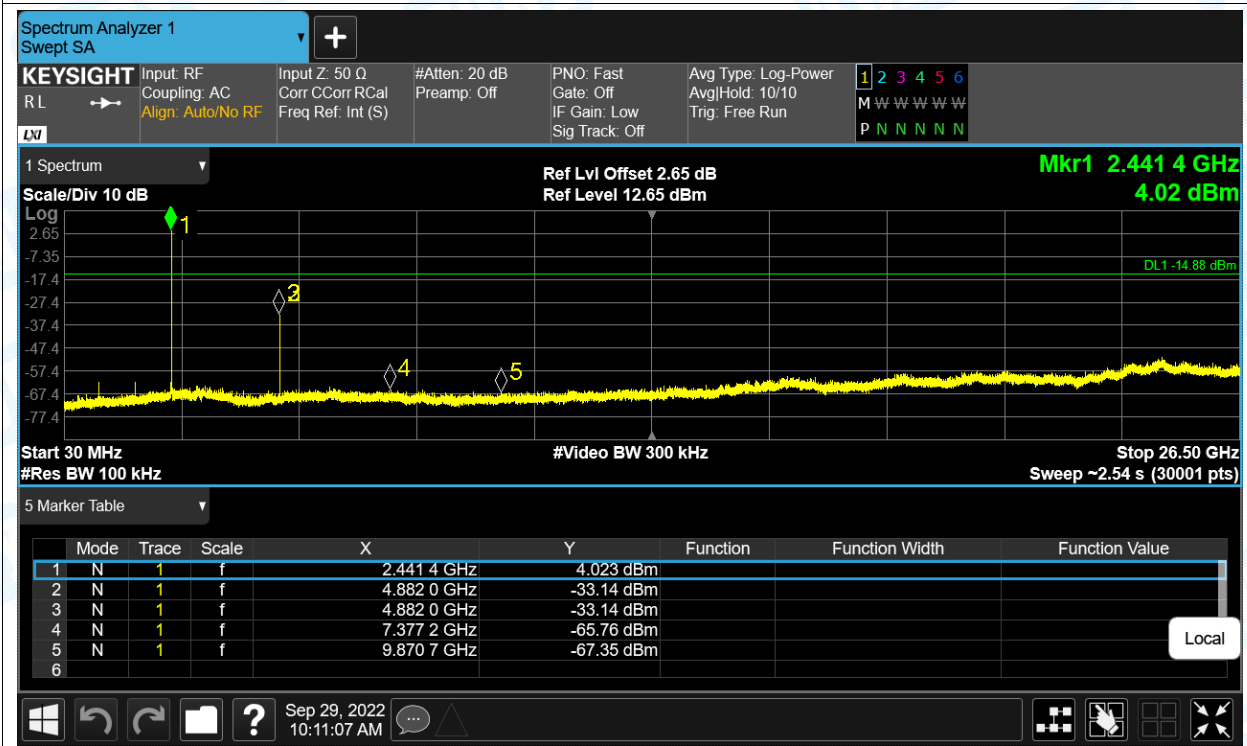 Spectrum Analyzer 1
Swept SA
KEYSIGHT Input: RF Input Z: 50 Ω #Atten: 20 dB PNO: Fast Avg Type: Log-Power 1 2 3 4 5 6
RL Coupling: AC Corr CCorr RCal Preamp: Off Gate: Off Avg|Hold: 10/10 M W W W W W W
Align: Auto/No RF Freq Ref: Int (S) IF Gain: Low Trig: Free Run
LXI Sig Track: Off P N N N N N
1 Spectrum Ref Lvl Offset 2.65 dB Mkr1 2.441 4 GHz
Scale/Div 10 dB Ref Level 12.65 dBm 4.02 dBm
Log
1
2.65
-7.35
DL1 -14.88 dBm
-17.4
-27.4
3
-37.4
-47.4
-57.4
4
5
-67.4
-77.4
Start 30 MHz #Video BW 300 kHz Stop 26.50 GHz
#Res BW 100 kHz Sweep ~2.54 s (30001 pts)
5 Marker Table
Mode Trace Scale X Y Function Function Width Function Value
1 N 1 f 2.441 4 GHz 4.023 dBm
2 N 1 f 4.882 0 GHz -33.14 dBm
3 N 1 f 4.882 0 GHz -33.14 dBm
4 N 1 f 7.377 2 GHz -65.76 dBm
5 N 1 f 9.870 7 GHz -67.35 dBm
6
Local
? Sep 29, 2022
10:11:07 AM